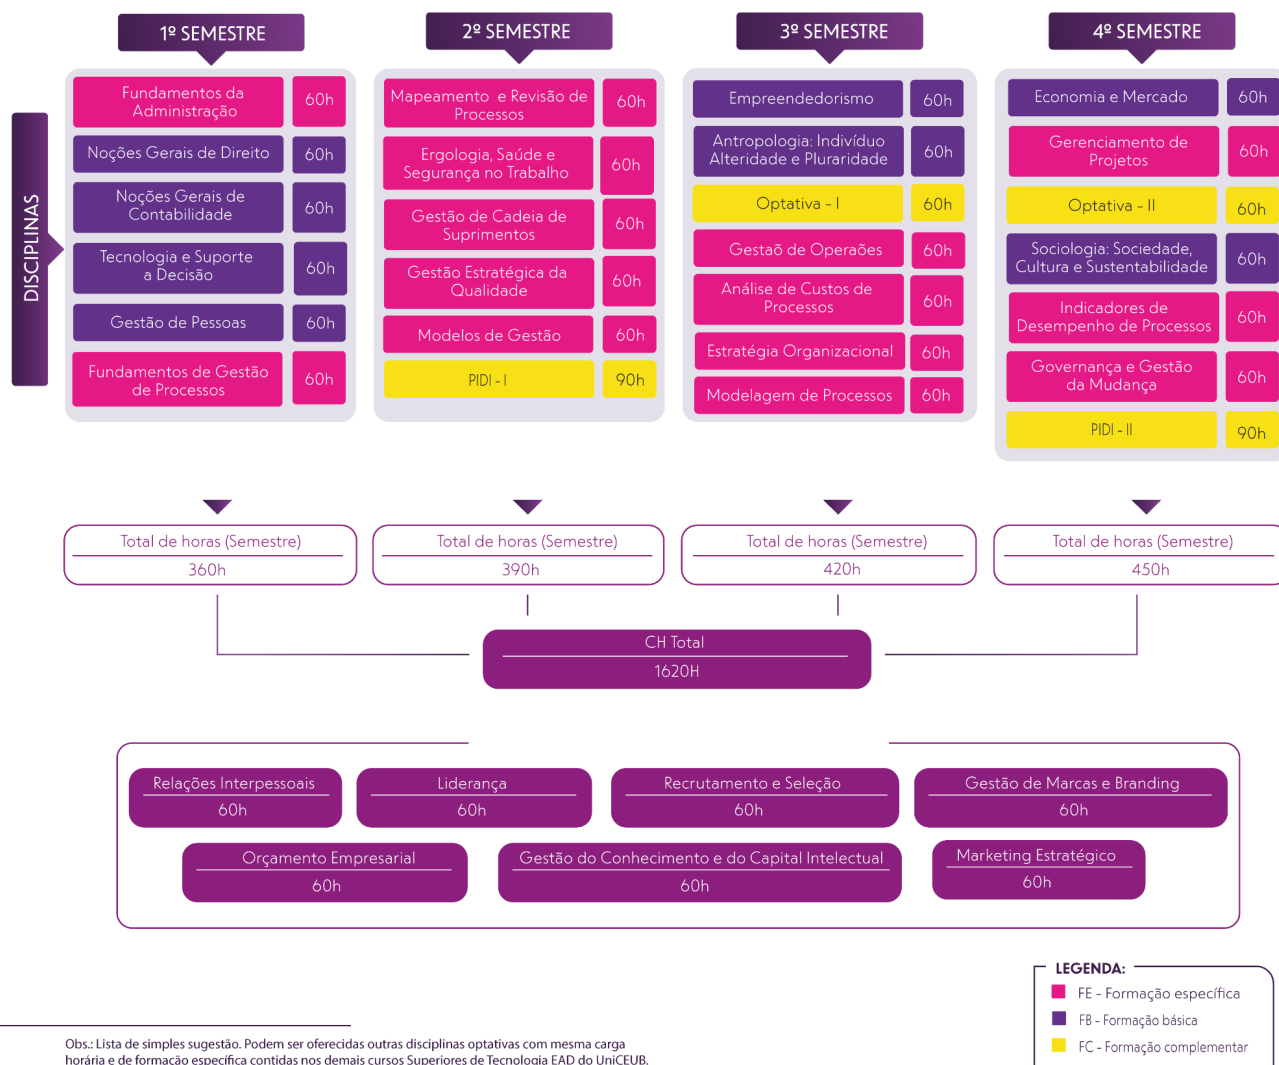 1º SEMESTRE
2º SEMESTRE
3º SEMESTRE
4º SEMESTRE
DISCIPLINAS
Fundamentos da
Administração
60h
Noções Gerais de Direito
60h
Noções Gerais de
Contabilidade
60h
Tecnologia e Suporte
a Decisão
60h
Gestão de Pessoas
60h
Fundamentos de Gestão
de Processos
60h
Mapeamento e Revisão de
Processos
60h
Ergologia, Saúde e
Segurança no Trabalho
60h
Gestão de Cadeia de
Suprimentos
60h
Gestão Estratégica da
Qualidade
60h
Modelos de Gestão
60h
PIDI - I
90h
Empreendedorismo
60h
Antropologia: Indivíduo
Alteridade e Pluraridade
60h
Optativa - I
60h
Gestaõ de Operaões
60h
Análise de Custos de
Processos
60h
Estratégia Organizacional
60h
Modelagem de Processos
60h
Economia e Mercado
60h
Gerenciamento de
Projetos
60h
Optativa - II
60h
Sociologia: Sociedade,
Cultura e Sustentabilidade
60h
Indicadores de
Desempenho de Processos
60h
Governança e Gestão
da Mudança
60h
PIDI - II
90h
Total de horas (Semestre)
360h
Total de horas (Semestre)
390h
Total de horas (Semestre)
420h
Total de horas (Semestre)
450h
CH Total
1620H
Relações Interpessoais
60h
Liderança
60h
Recrutamento e Seleção
60h
Gestão de Marcas e Branding
60h
Orçamento Empresarial
60h
Gestão do Conhecimento e do Capital Intelectual
60h
Marketing Estratégico
60h
LEGENDA:
FE - Formação específica
FB - Formação básica
FC - Formação complementar
Obs.: Lista de simples sugestão. Podem ser oferecidas outras disciplinas optativas com mesma carga
horária e de formação específica contidas nos demais cursos Superiores de Tecnologia EAD do UniCEUB.